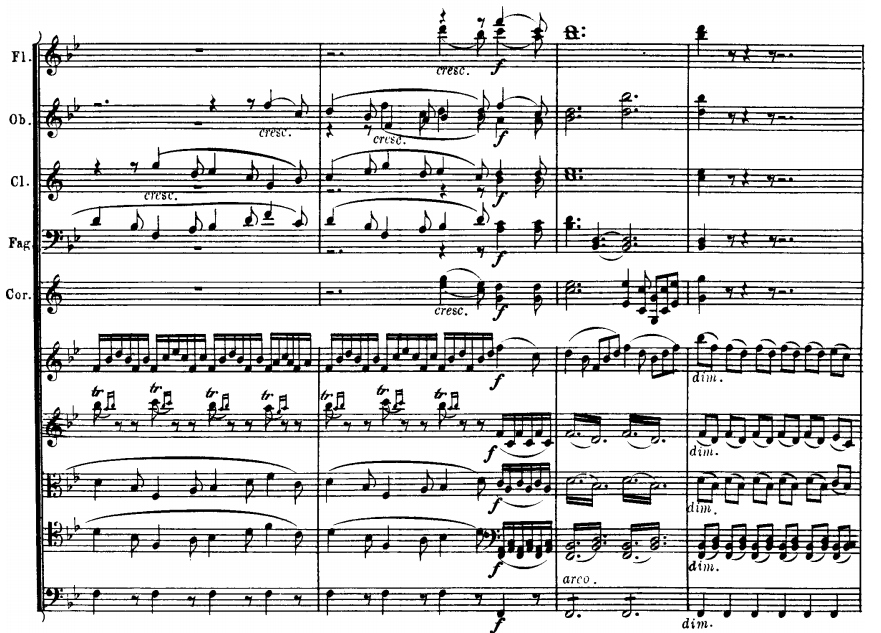 Fl.
cresc.
f
Ob.
cresc.
cresc.
f
Cl.
cresc.
f
Fag.
f
Cor.
cresc.
f
f
dim.
tr tr tr tr tr tr tr
f
dim.
f
dim.
f
dim.
arco.
f
dim.